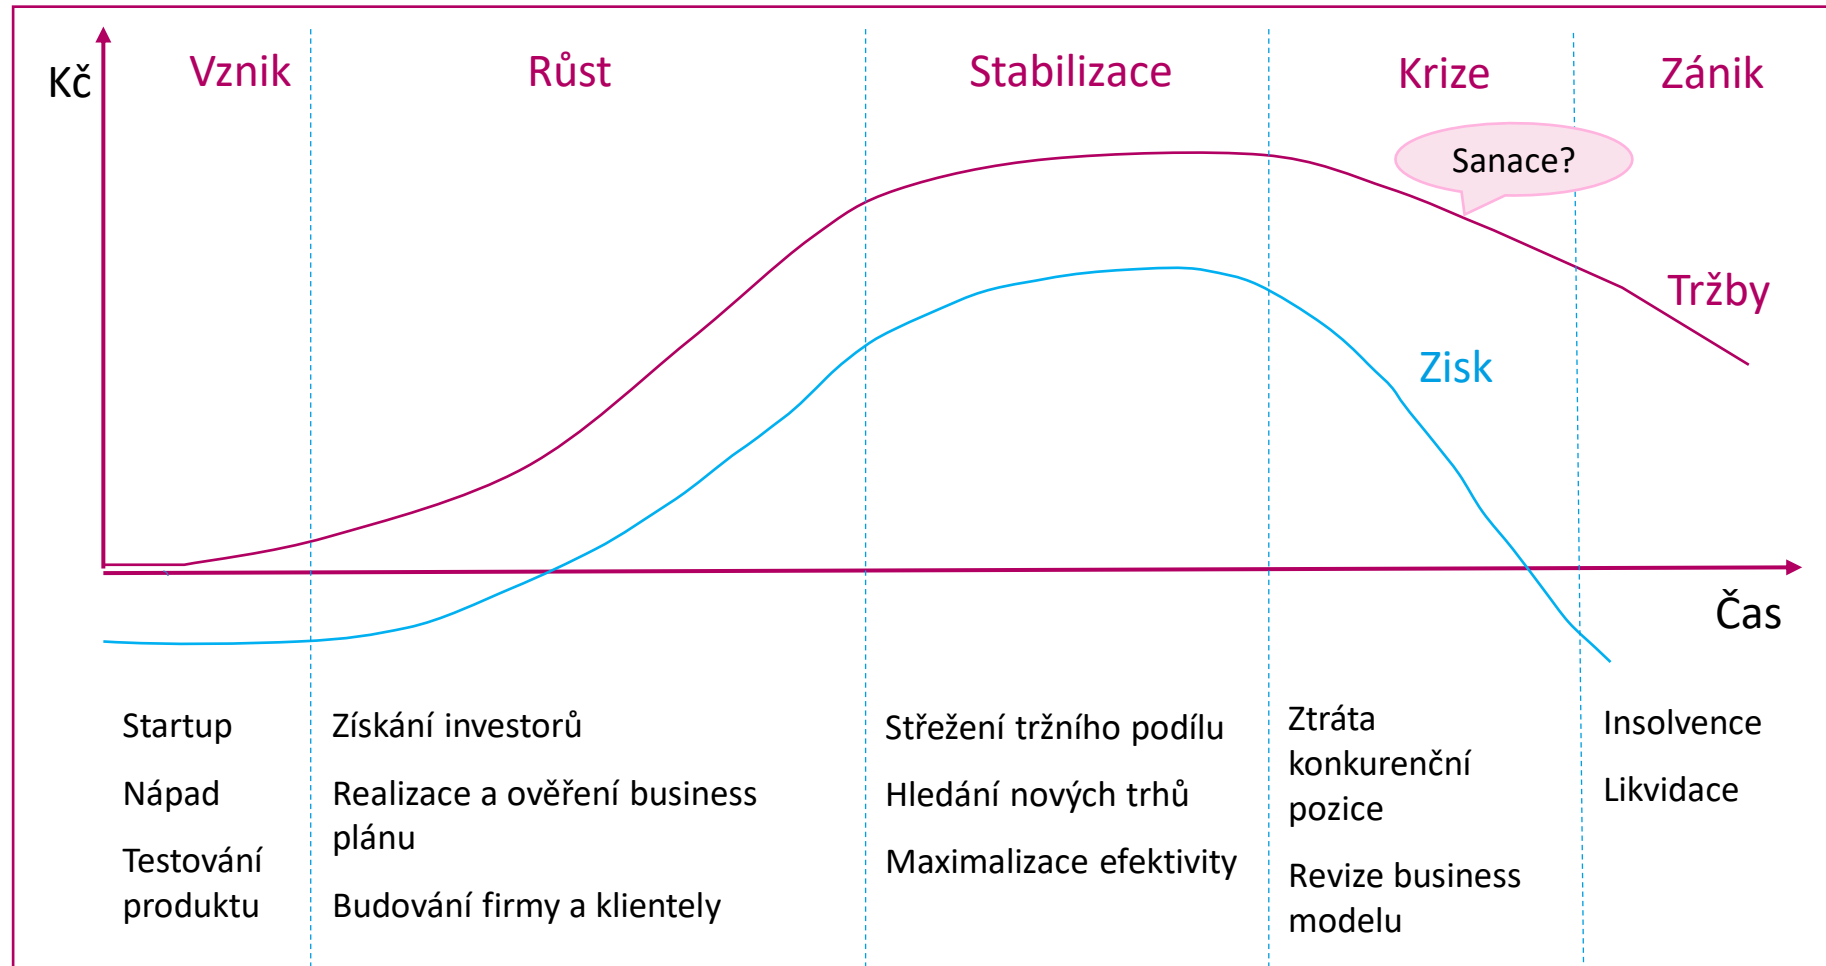 Kč
Vznik
Růst
Stabilizace
Krize
Zánik
Sanace?
Tržby
Zisk
Čas
Startup
Nápad
Testování
produktu
Získání investorů
Realizace a ověření business
plánu
Budování firmy a klientely
Střežení tržního podílu
Hledání nových trhů
Maximalizace efektivity
Ztráta
konkurenční
pozice
Revize business
modelu
Insolvence
Likvidace